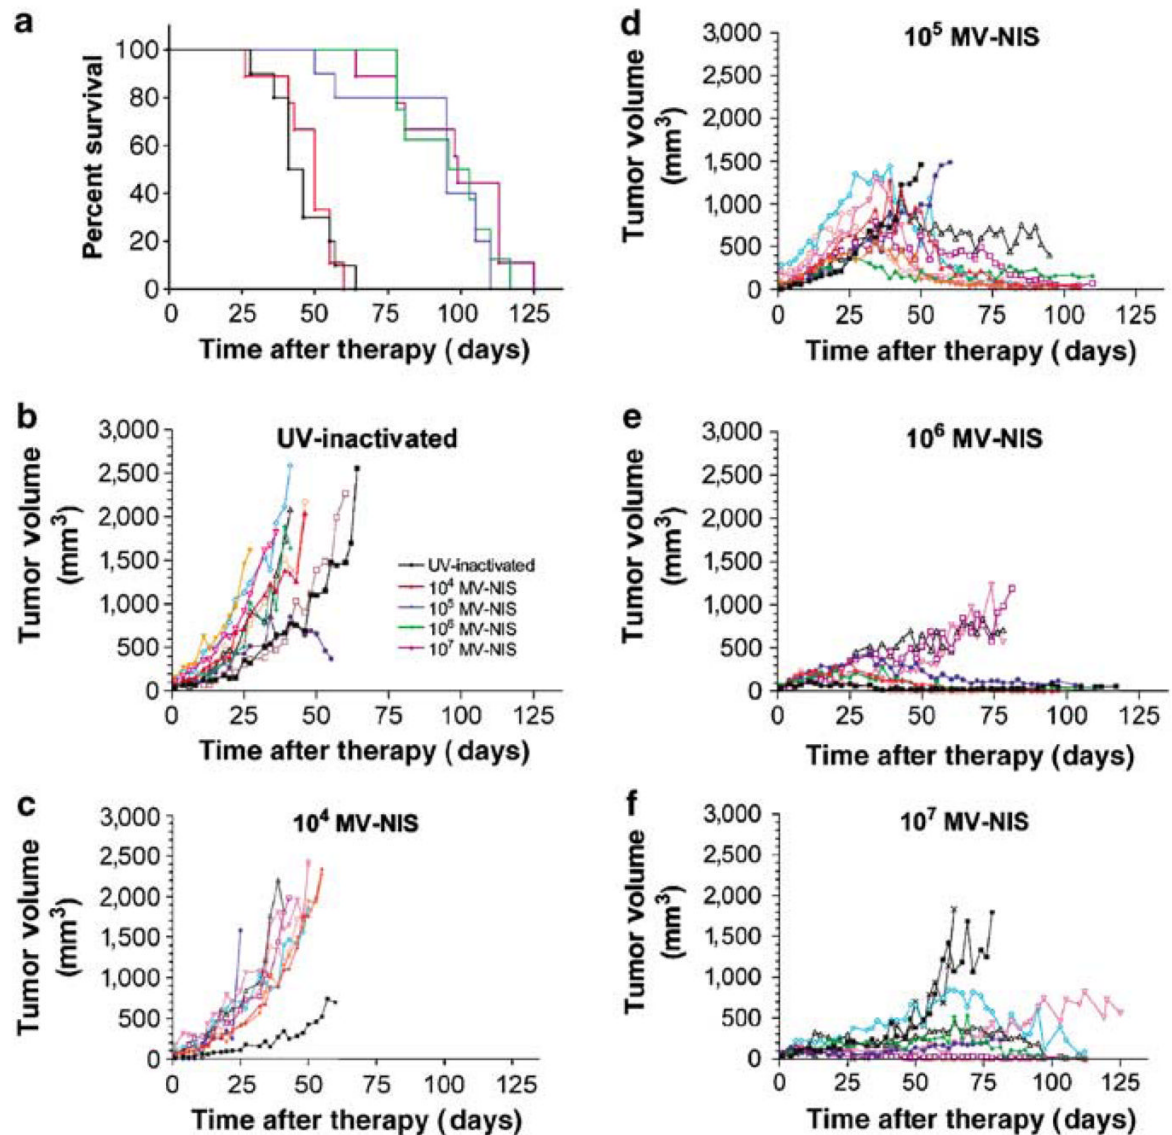 a
Percent survival
100
80
60
40
20
0
0 25 50 75 100 125
Time after therapy (days)
b
UV-inactivated
Tumor volume
(mm³)
3,000
2,500
2,000
1,500
1,000
500
0
UV-inactivated
10⁴ MV-NIS
10⁵ MV-NIS
10⁶ MV-NIS
10⁷ MV-NIS
0 25 50 75 100 125
Time after therapy (days)
c
10⁴ MV-NIS
Tumor volume
(mm³)
3,000
2,500
2,000
1,500
1,000
500
0
0 25 50 75 100 125
Time after therapy (days)
d
10⁵ MV-NIS
Tumor volume
(mm³)
3,000
2,500
2,000
1,500
1,000
500
0
0 25 50 75 100 125
Time after therapy (days)
e
10⁶ MV-NIS
Tumor volume
(mm³)
3,000
2,500
2,000
1,500
1,000
500
0
0 25 50 75 100 125
Time after therapy (days)
f
10⁷ MV-NIS
Tumor volume
(mm³)
3,000
2,500
2,000
1,500
1,000
500
0
0 25 50 75 100 125
Time after therapy (days)